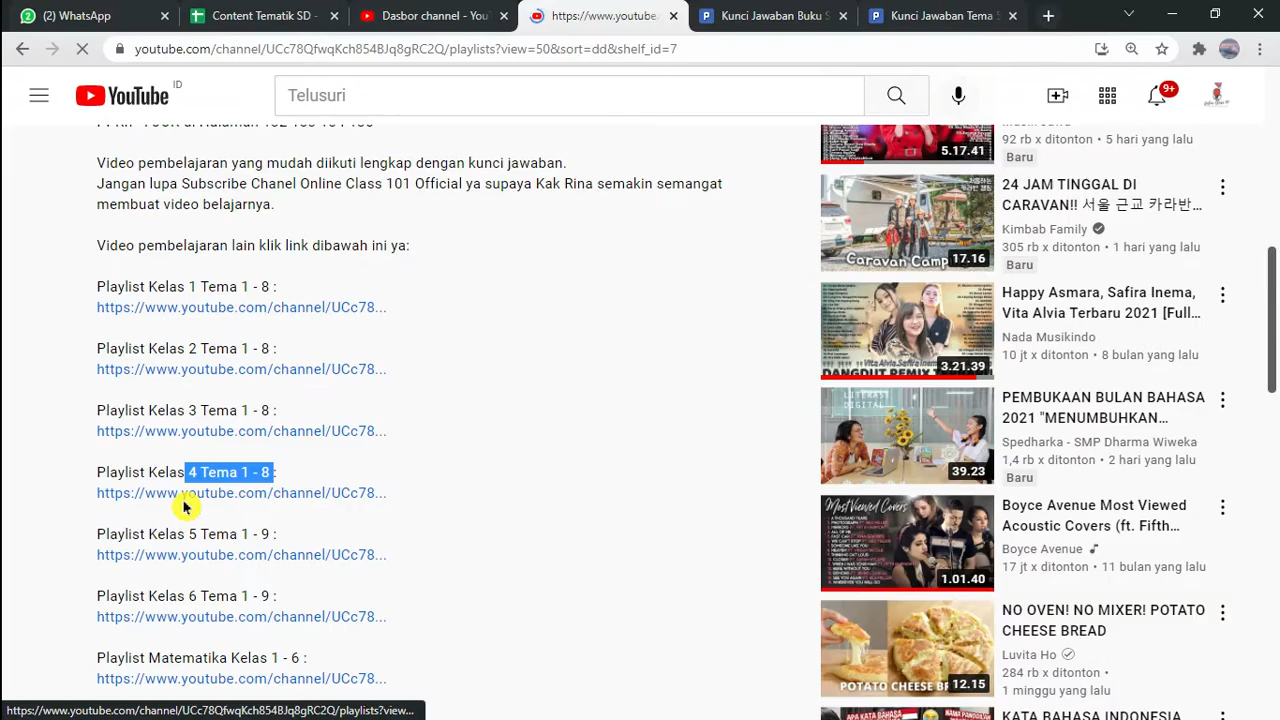 (2) WhatsApp
Content Tematik SD -
Dasbor channel - YouTube
https://www.youtube
Kunci Jawaban Buku S
Kunci Jawaban Tema 5
youtube.com/channel/UCc78QfwqKch854BJq8gRC2Q/playlists?view=50&sort=dd&shelf_id=7
YouTube ID
Telusuri
9+
Video pembelajaran
diikuti lengkap dengan kunci jawaban.
Jangan lupa Subscribe Channel Online Class 101 Official ya supaya Kak Rina semakin semangat
membuat video belajarnya.
Video pembelajaran lain klik link dibawah ini ya:
Playlist Kelas 1 Tema 1 - 8 :
https://www.youtube.com/channel/UCc78...
Playlist Kelas 2 Tema 1 - 8 :
https://www.youtube.com/channel/UCc78...
Playlist Kelas 3 Tema 1 - 8 :
https://www.youtube.com/channel/UCc78...
Playlist Kelas 4 Tema 1 - 8 :
https://www.youtube.com/channel/UCc78...
Playlist Kelas 5 Tema 1 - 9 :
https://www.youtube.com/channel/UCc78...
Playlist Kelas 6 Tema 1 - 9 :
https://www.youtube.com/channel/UCc78...
Playlist Matematika Kelas 1 - 6 :
https://www.youtube.com/channel/UCc78...
https://www.youtube.com/channel/UCc78QfwqKch854BJq8gRC2Q/playlists?view...
5.17.41
x ditonton • 5 hari yang lalu
Baru
Caravan Camp
17.16
24 JAM TINGGAL DI
CARAVAN!! 서울 근교 카라반...
Kimbab Family
305 rb x ditonton • 1 hari yang lalu
Baru
3.21.39
Happy Asmara, Safira Inema,
Vita Alvia Terbaru 2021 [Full...
Nada Musikindo
10 jt x ditonton • 8 bulan yang lalu
LITERASI
DIGITAL
39.23
PEMBUKAAN BULAN BAHASA
2021 "MENUMBUHKAN...
Spedharka - SMP Dharma Wiweka
1,4 rb x ditonton • 2 hari yang lalu
Baru
MOST VIEWED
COVERS
1.01.40
Boyce Avenue Most Viewed
Acoustic Covers (ft. Fifth...
Boyce Avenue
17 jt x ditonton • 11 bulan yang lalu
POTATO CHEESE BR
12.15
NO OVEN! NO MIXER! POTATO
CHEESE BREAD
Luvita Ho
284 rb x ditonton •
1 minggu yang lalu
APA KATA BAHASA
NAMA PANGGILAN
KATA BAHASA INDONESIA